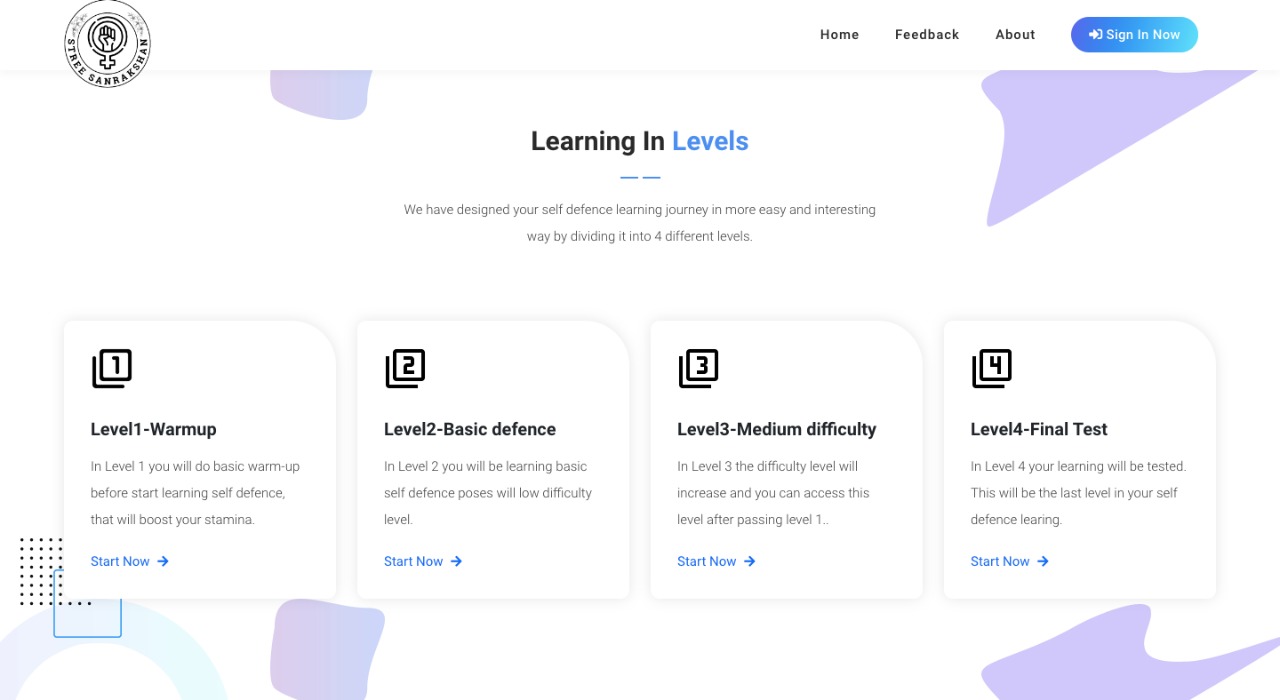 STREE SANRAKSHAN
Home
Feedback
About
Sign In Now
Learning In Levels
We have designed your self defence learning journey in more easy and interesting
way by dividing it into 4 different levels.
1
Level1-Warmup
In Level 1 you will do basic warm-up
before start learning self defence,
that will boost your stamina.
Start Now
2
Level2-Basic defence
In Level 2 you will be learning basic
self defence poses will low difficulty
level.
Start Now
3
Level3-Medium difficulty
In Level 3 the difficulty level will
increase and you can access this
level after passing level 1..
Start Now
4
Level4-Final Test
In Level 4 your learning will be tested.
This will be the last level in your self
defence learing.
Start Now